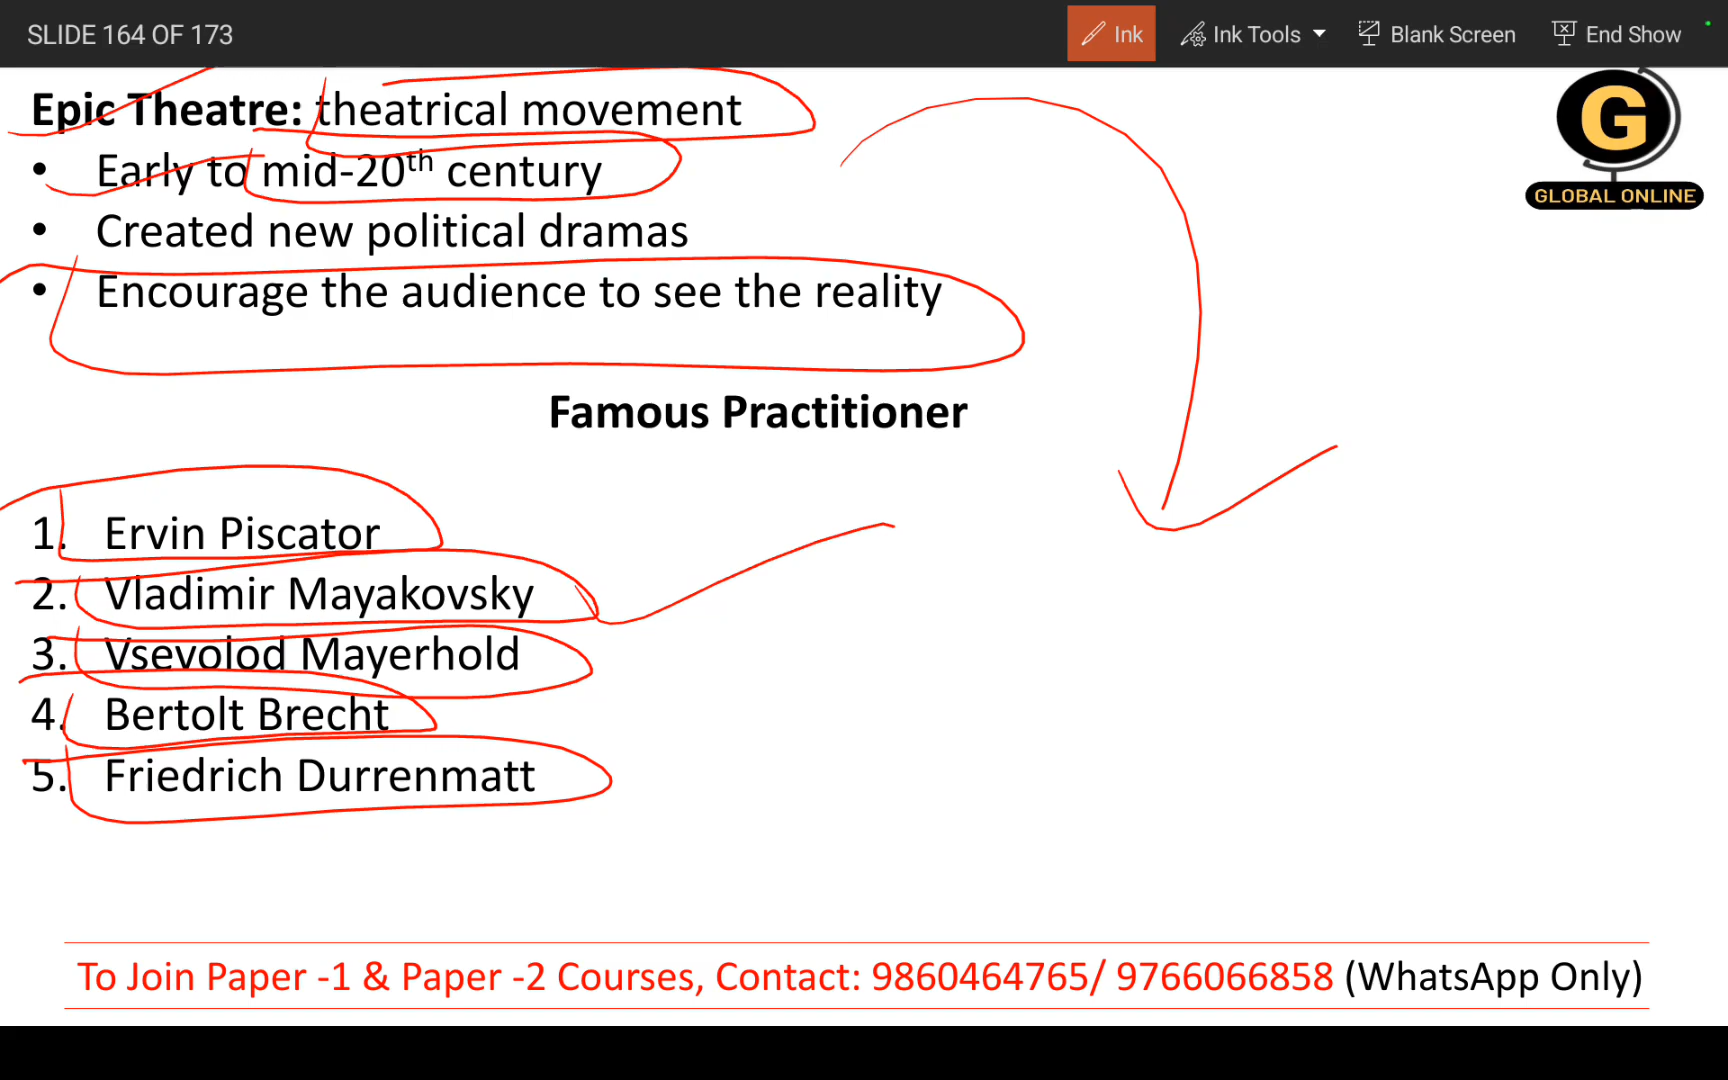 SLIDE 164 OF 173
Ink
Ink Tools
Blank Screen
End Show
Epic Theatre: theatrical movement
• Early to mid-20th century
• Created new political dramas
• Encourage the audience to see the reality
G
GLOBAL ONLINE
Famous Practitioner
1. Ervin Piscator
2. Vladimir Mayakovsky
3. Vsevolod Mayerhold
4. Bertolt Brecht
5. Friedrich Durrenmatt
To Join Paper -1 & Paper -2 Courses, Contact: 9860464765/ 9766066858 (WhatsApp Only)